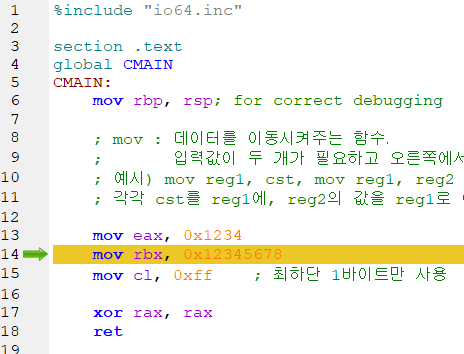 1 %include "io64.inc"
2
3 section .text
4 global CMAIN
5 CMAIN:
6 mov rbp, rsp; for correct debugging
7
8 ; mov : 데이터를 이동시켜주는 함수.
9 ; 입력값이 두 개가 필요하고 오른쪽에서
10 ; 예시) mov reg1, cst, mov reg1, reg2
11 ; 각각 cst를 reg1에, reg2의 값을 reg1로
12
13 mov eax, 0x1234
14 mov rbx, 0x12345678
15 mov cl, 0xff ; 최하단 1바이트만 사용
16
17 xor rax, rax
18 ret
19